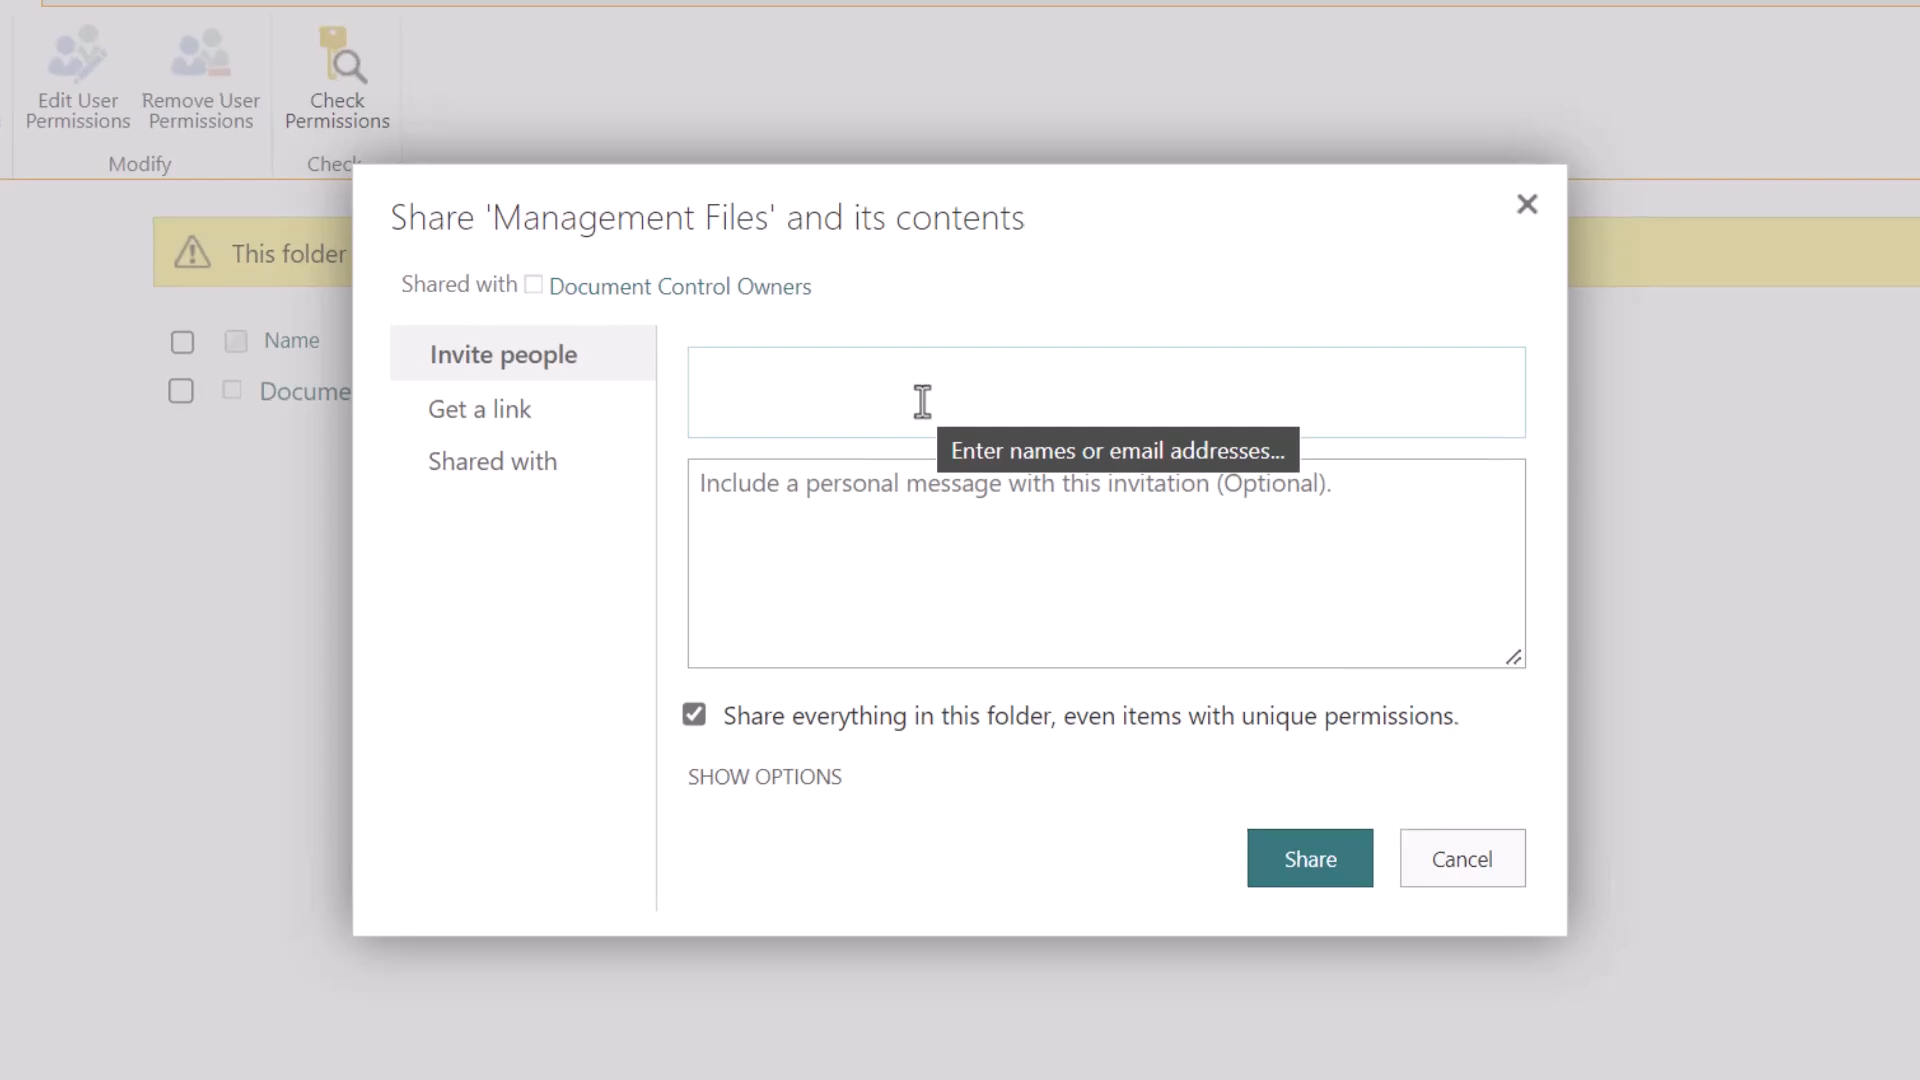 Edit User
Permissions
Remove User
Permissions
Check
Permissions
Modify
Check
Share 'Management Files' and its contents
This folder
Shared with Document Control Owners
Name
Docume
Invite people
Get a link
Shared with
Enter names or email addresses...
Include a personal message with this invitation (Optional).
Share everything in this folder, even items with unique permissions.
SHOW OPTIONS
Share
Cancel